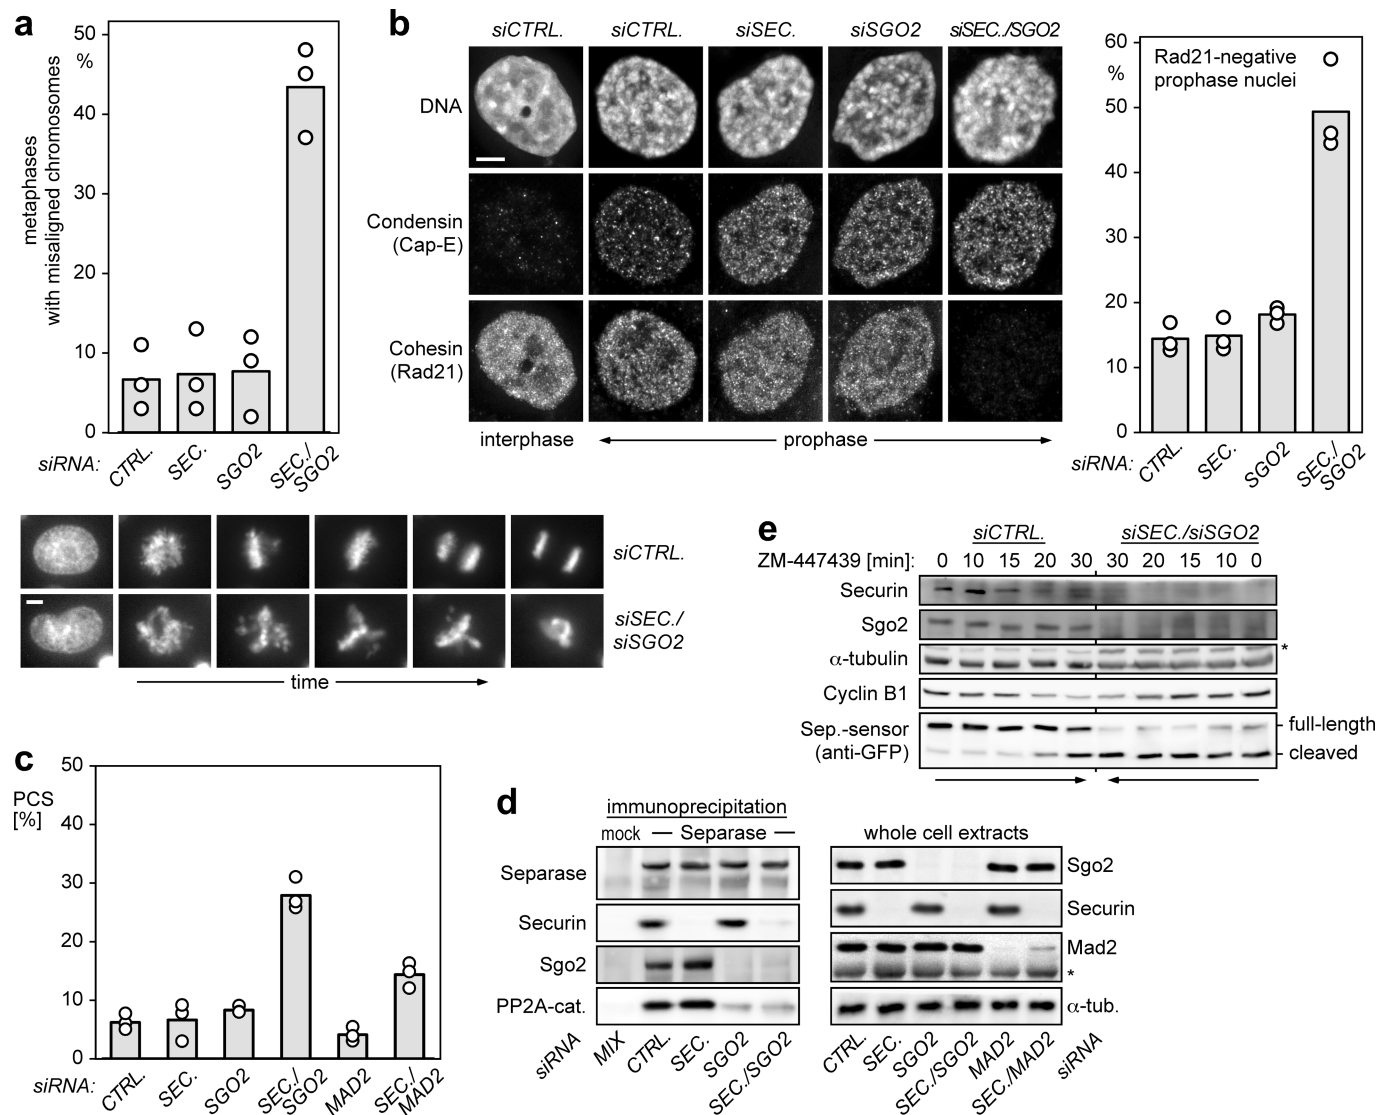 a
50
%
40
30
20
10
0
metaphases
with misaligned chromosomes
siRNA:
CTRL.
SEC.
SGO2
SEC./
SGO2
siCTRL.
siSEC./
siSGO2
time
b
siCTRL.
siCTRL.
siSEC.
siSGO2
siSEC./SGO2
DNA
Condensin
(Cap-E)
Cohesin
(Rad21)
interphase
prophase
60
%
50
40
30
20
10
0
Rad21-negative
prophase nuclei
siRNA:
CTRL.
SEC.
SGO2
SEC./
SGO2
c
50
PCS
[%]
40
30
20
10
0
siRNA:
CTRL.
SEC.
SGO2
SEC./
SGO2
MAD2
SEC./
MAD2
e
siCTRL.
siSEC./siSGO2
ZM-447439 [min]:
0 10 15 20 30 30 20 15 10 0
Securin
Sgo2
α-tubulin
*
Cyclin B1
Sep.-sensor
(anti-GFP)
full-length
cleaved
d
immunoprecipitation
mock
Separase
Separase
Securin
Sgo2
PP2A-cat.
siRNA
MIX
CTRL.
SEC.
SGO2
SEC./SGO2
whole cell extracts
Sgo2
Securin
Mad2
*
α-tub.
CTRL.
SEC.
SGO2
SEC./SGO2
MAD2
SEC./MAD2
siRNA